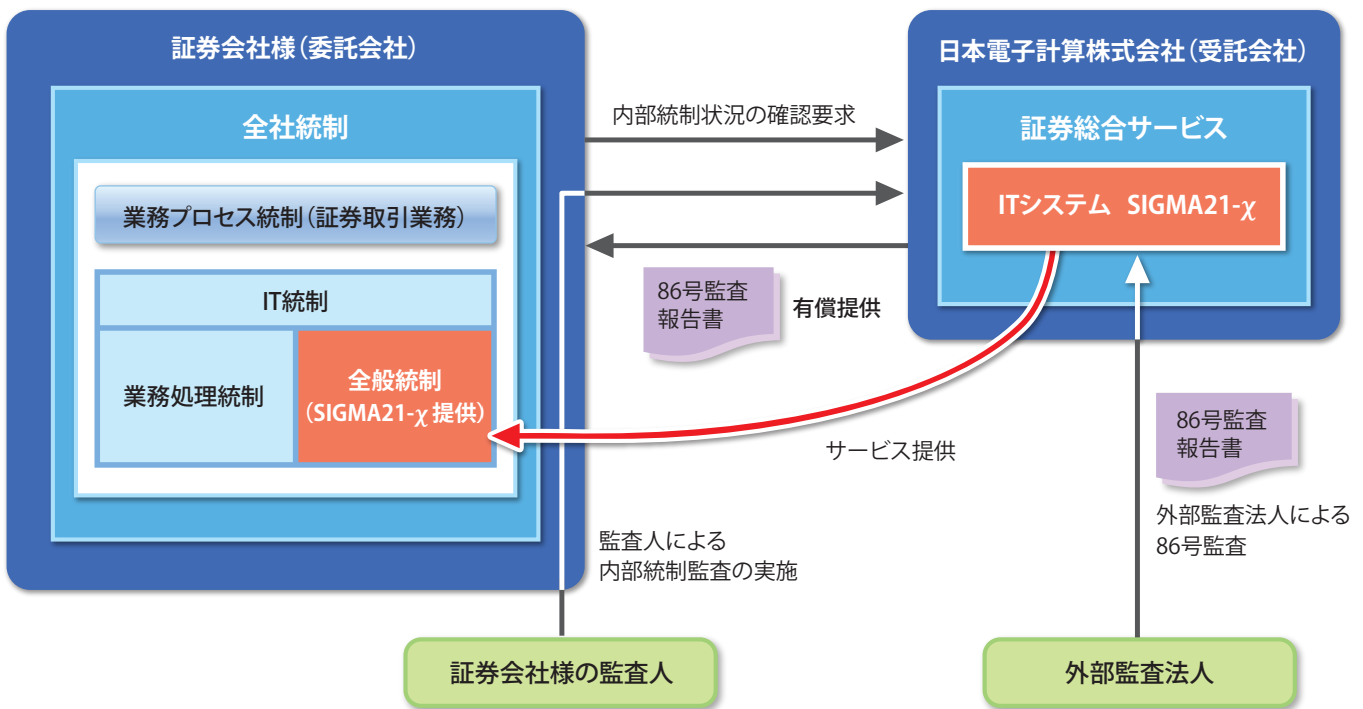 証券会社様(委託会社)
全社統制
業務プロセス統制(証券取引業務)
IT統制
業務処理統制
全般統制
(SIGMA21-χ 提供)
内部統制状況の確認要求
86号監査
報告書
有償提供
サービス提供
監査人による
内部統制監査の実施
証券会社様の監査人
日本電子計算株式会社(受託会社)
証券総合サービス
ITシステム SIGMA21-χ
86号監査
報告書
外部監査法人による
86号監査
外部監査法人